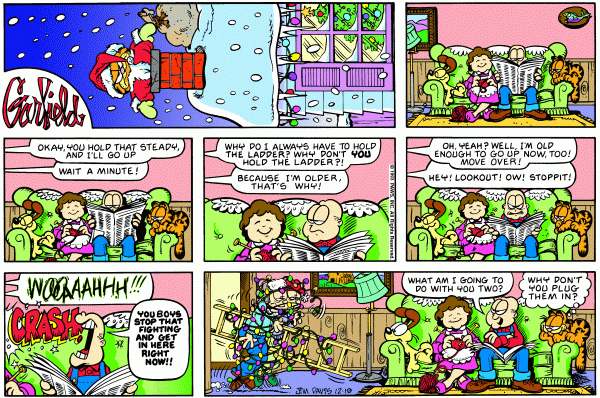 Garfield
OKAY, YOU HOLD THAT STEADY,
AND I'LL GO UP
WAIT A MINUTE!
WHY DO I ALWAYS HAVE TO HOLD
THE LADDER? WHY DON'T YOU
HOLD THE LADDER?!
BECAUSE I'M OLDER,
THAT'S WHY!
OH, YEAH? WELL, I'M OLD
ENOUGH TO GO UP NOW, TOO!
MOVE OVER!
HEY! LOOKOUT! OW! STOPPIT!
WOOAAAHHH!!!
CRASH
YOU BOYS
STOP THAT
FIGHTING
AND GET
IN HERE
RIGHT
NOW!!
JIM DAVIS 12-10
WHAT AM I GOING TO
DO WITH YOU TWO?
WHY DON'T
YOU PLUG
THEM IN?